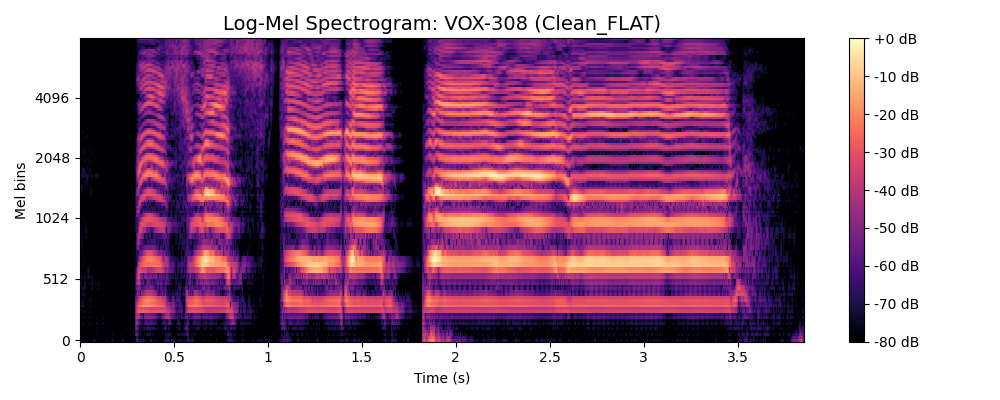 Log-Mel Spectrogram: VOX-308 (Clean_FLAT)
Mel bins
4096
2048
1024
512
0
0
0.5
1
1.5
2
2.5
3
3.5
Time (s)
+0 dB
-10 dB
-20 dB
-30 dB
-40 dB
-50 dB
-60 dB
-70 dB
-80 dB